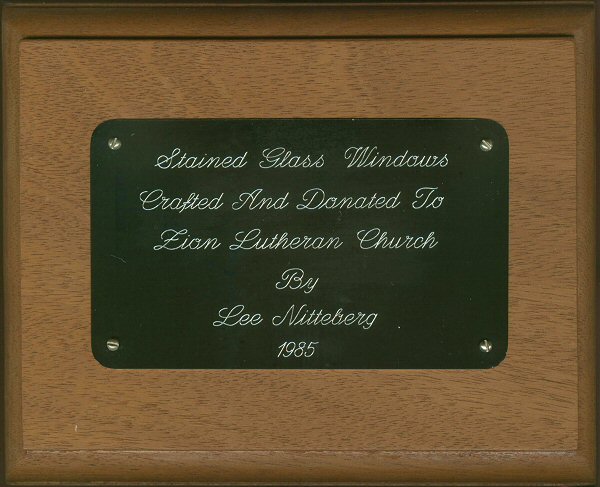 Stained Glass Windows
Crafted And Donated To
Zion Lutheran Church
By
Lee Nitteberg
1985